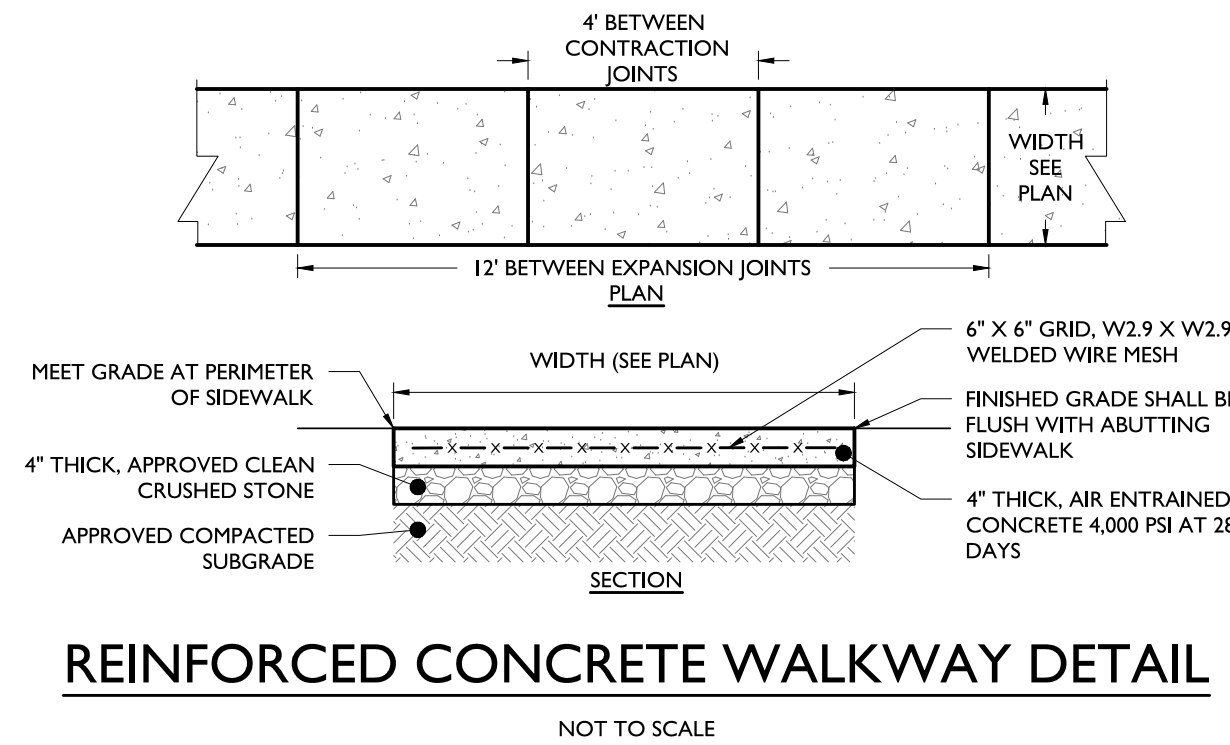 4' BETWEEN
CONTRACTION
JOINTS
WIDTH
SEE
PLAN
12' BETWEEN EXPANSION JOINTS
PLAN
6" X 6" GRID, W2.9 X W2.9
WELDED WIRE MESH
WIDTH (SEE PLAN)
MEET GRADE AT PERIMETER
OF SIDEWALK
FINISHED GRADE SHALL BE
FLUSH WITH ABUTTING
SIDEWALK
4" THICK, APPROVED CLEAN
CRUSHED STONE
4" THICK, AIR ENTRAINED
CONCRETE 4,000 PSI AT 28
DAYS
APPROVED COMPACTED
SUBGRADE
SECTION
REINFORCED CONCRETE WALKWAY DETAIL
NOT TO SCALE